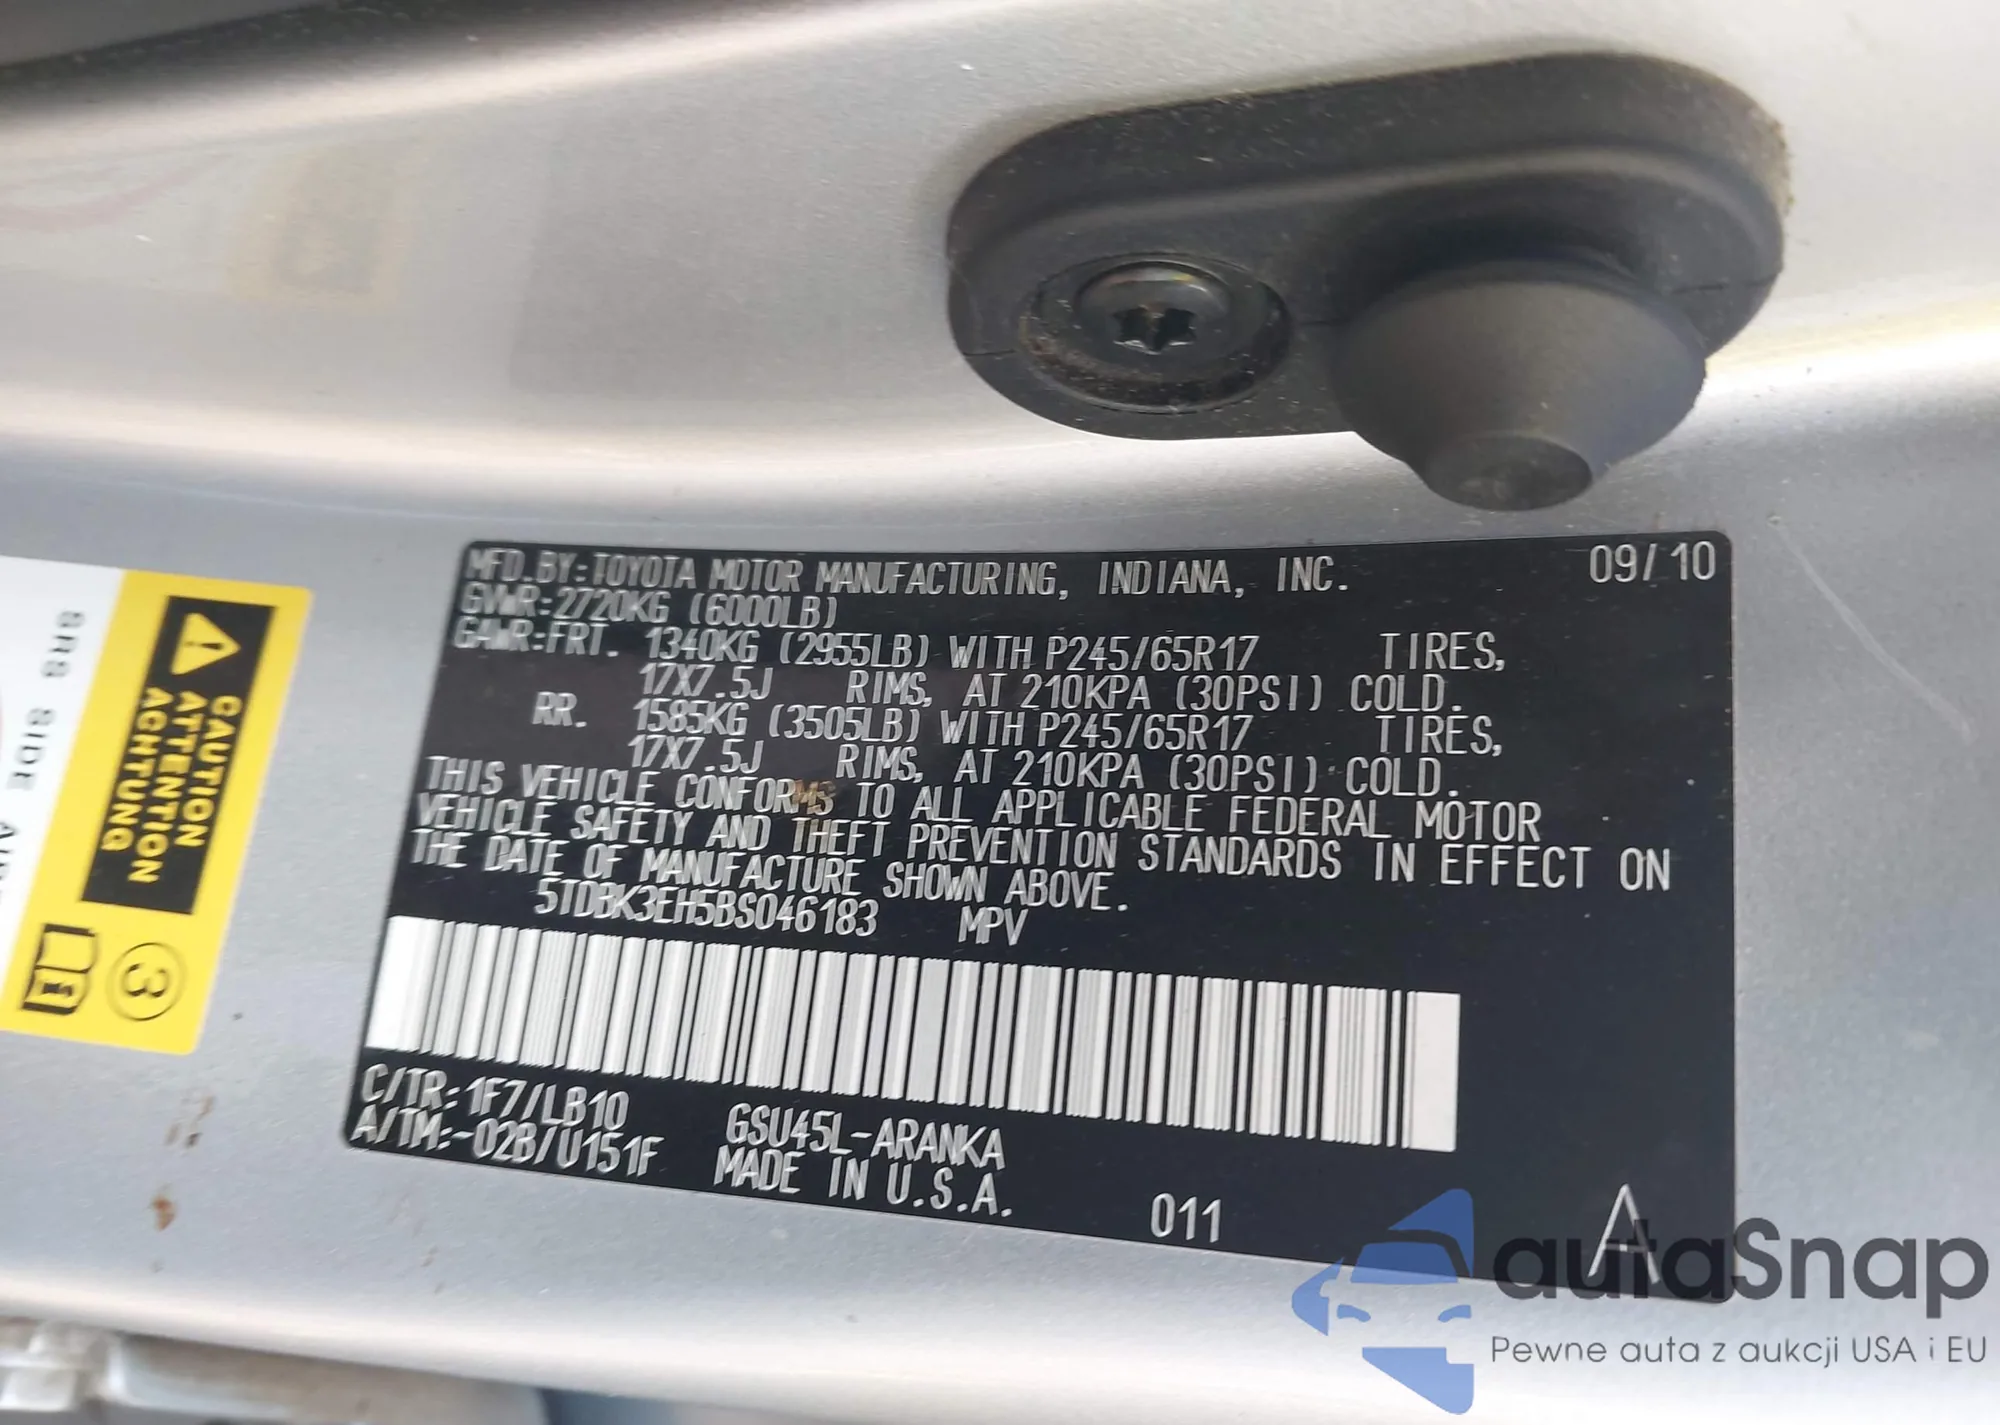 MFD.BY:TOYOTA MOTOR MANUFACTURING, INDIANA, INC. 09/10
GVWR:2720KG (6000LB)
GAWR:FRT. 1340KG (2955LB) WITH P245/65R17 TIRES,
17X7.5J RIMS, AT 210KPA (30PSI) COLD.
RR. 1585KG (3505LB) WITH P245/65R17 TIRES,
17X7.5J RIMS, AT 210KPA (30PSI) COLD.
THIS VEHICLE CONFORMS TO ALL APPLICABLE FEDERAL MOTOR
VEHICLE SAFETY AND THEFT PREVENTION STANDARDS IN EFFECT ON
THE DATE OF MANUFACTURE SHOWN ABOVE.
5TDBK3EH5BS046183 MPV
C/TR:1F7/LB10 GSU45L-ARANKA
A/TM:-02B/U151F MADE IN U.S.A.
011 A
CAUTION
ATTENTION
ACHTUNG
3
SRS SIDE
autaSnap
Pewne auta z aukcji USA i EU